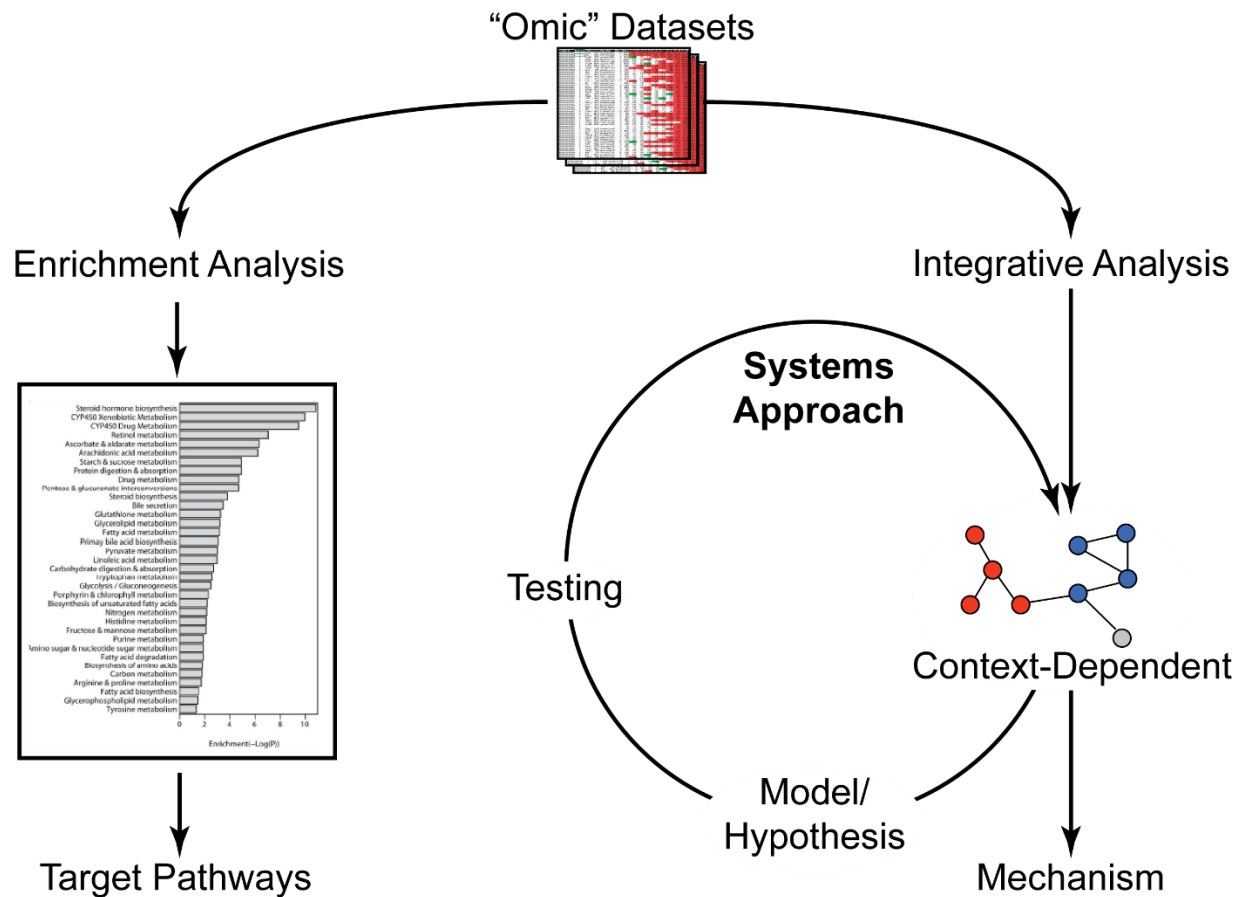 “Omic” Datasets
Enrichment Analysis
Integrative Analysis
Steroid hormone biosynthesis
CYP450 Xenobiotic Metabolism
CYP450 Drug Metabolism
Retinol metabolism
Ascorbate & aldarate metabolism
Arachidonic acid metabolism
Starch & sucrose metabolism
Protein digestion & absorption
Drug metabolism
Pentose & glucuronate interconversions
Steroid biosynthesis
Bile secretion
Glutathione metabolism
Glycerolipid metabolism
Fatty acid metabolism
Primay bile acid biosynthesis
Pyruvate metabolism
Linoleic acid metabolism
Carbohydrate digestion & absorption
Tryptophan metabolism
Glycolysis / Gluconeogenesis
Porphyrin & chlorophyll metabolism
Biosynthesis of unsaturated fatty acids
Nitrogen metabolism
Histidine metabolism
Fructose & mannose metabolism
Purine metabolism
Amino sugar & nucleotide sugar metabolism
Fatty acid degradation
Biosynthesis of amino acids
Carbon metabolism
Arginine & proline metabolism
Fatty acid biosynthesis
Glycerophospholipid metabolism
Tyrosine metabolism
0 2 4 6 8 10
Enrichment(−Log(P))
Target Pathways
Systems
Approach
Testing
Context-Dependent
Model/
Hypothesis
Mechanism